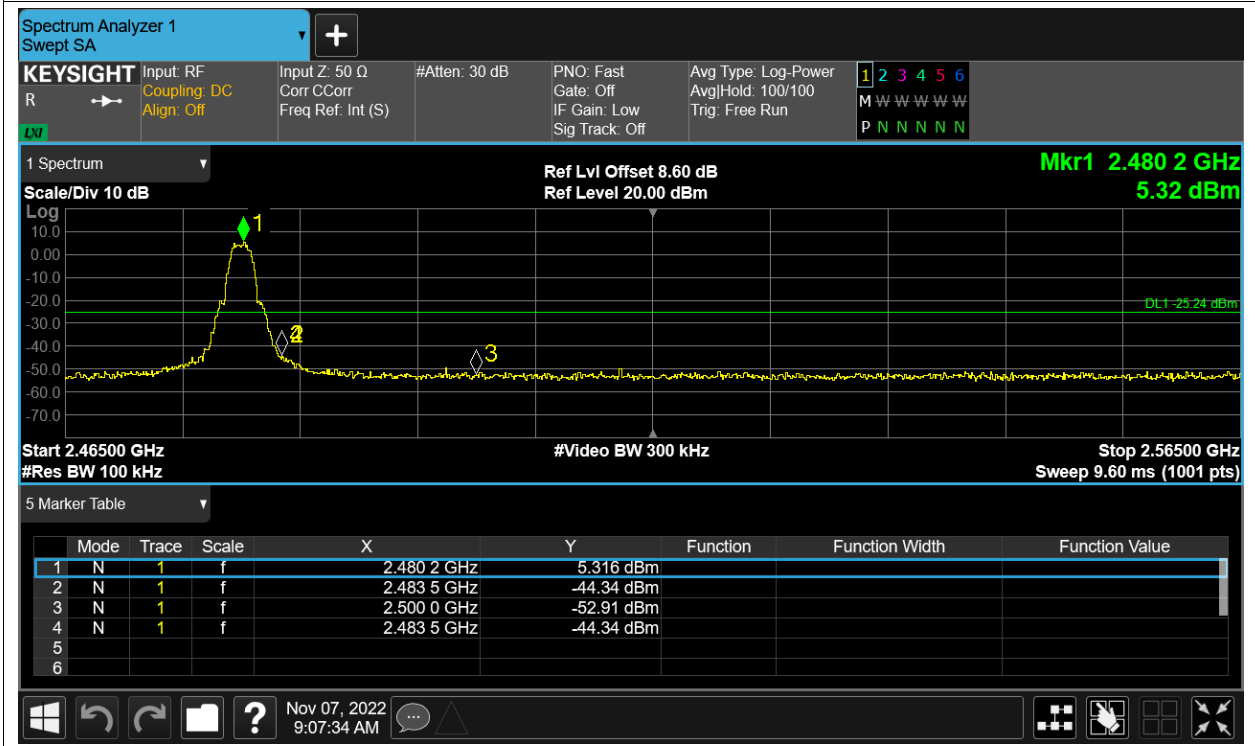 Spectrum Analyzer 1
Swept SA
KEYSIGHT Input: RF Input Z: 50 Ω #Atten: 30 dB PNO: Fast Avg Type: Log-Power 1 2 3 4 5 6
R Coupling: DC Corr CCorr Gate: Off Avg|Hold: 100/100 M W W W W W
Align: Off Freq Ref: Int (S) IF Gain: Low Trig: Free Run
LXI Sig Track: Off P N N N N N
1 Spectrum Ref Lvl Offset 8.60 dB Mkr1 2.480 2 GHz
Scale/Div 10 dB Ref Level 20.00 dBm 5.32 dBm
Log
1
10.0
0.00
-10.0
-20.0
DL1 -25.24 dBm
-30.0
2
-40.0
3
-50.0
-60.0
-70.0
Start 2.46500 GHz #Video BW 300 kHz Stop 2.56500 GHz
#Res BW 100 kHz Sweep 9.60 ms (1001 pts)
5 Marker Table
Mode Trace Scale X Y Function Function Width Function Value
1 N 1 f 2.480 2 GHz 5.316 dBm
2 N 1 f 2.483 5 GHz -44.34 dBm
3 N 1 f 2.500 0 GHz -52.91 dBm
4 N 1 f 2.483 5 GHz -44.34 dBm
5
6
? Nov 07, 2022
9:07:34 AM